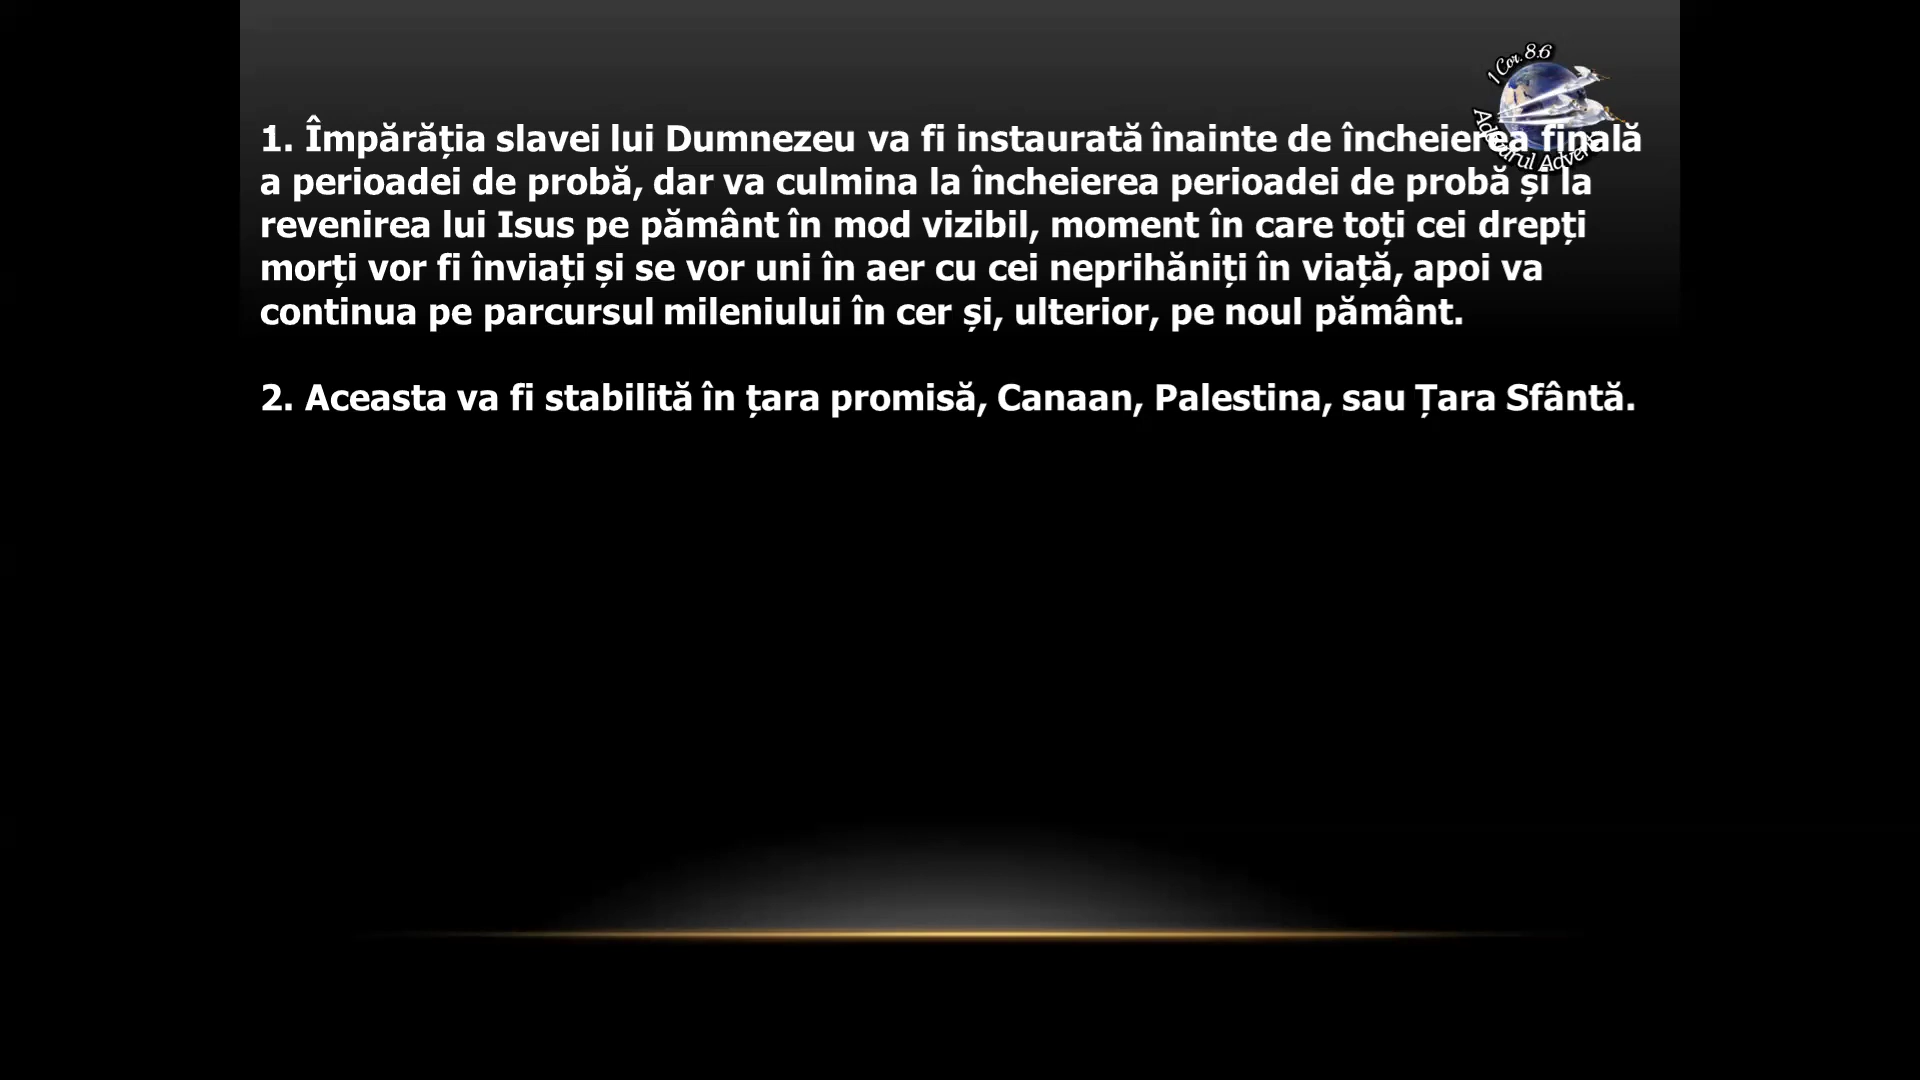 1 Cor. 8:6
1. Împărăția slavei lui Dumnezeu va fi instaurată înainte de încheierea finală
a perioadei de probă, dar va culmina la încheierea perioadei de probă și la
revenirea lui Isus pe pământ în mod vizibil, moment în care toți cei drepți
morți vor fi înviați și se vor uni în aer cu cei neprihăniți în viață, apoi va
continua pe parcursul mileniului în cer și, ulterior, pe noul pământ.
2. Aceasta va fi stabilită în țara promisă, Canaan, Palestina, sau Țara Sfântă.